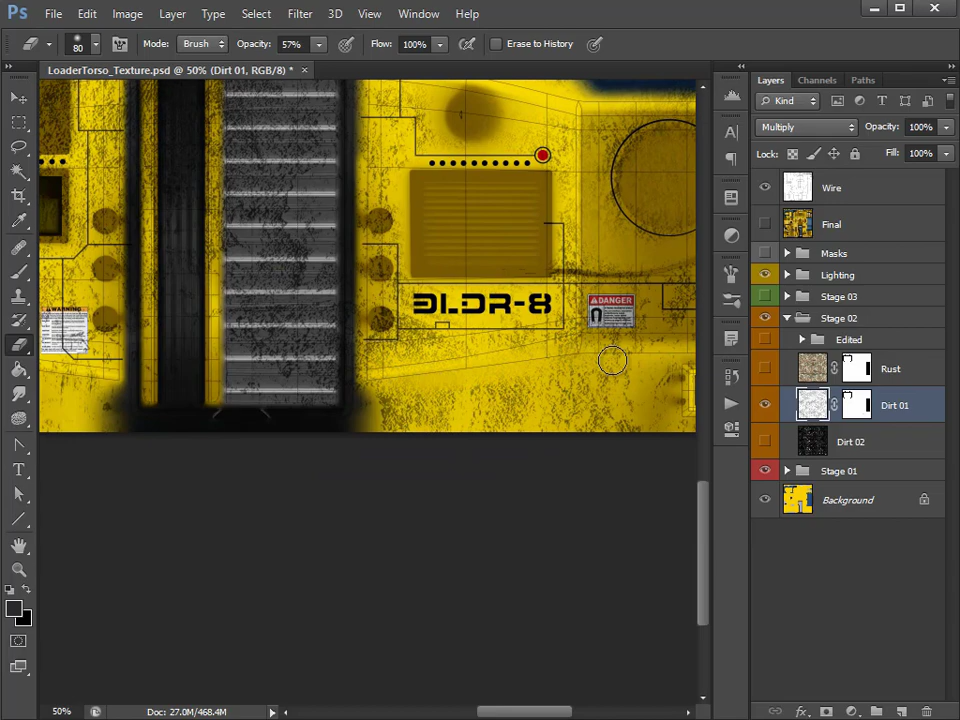 Ps File Edit Image Layer Type Select Filter 3D View Window Help
80 Mode: Brush Opacity: 57% Flow: 100% Erase to History
LoaderTorso_Texture.psd @ 50% (Dirt 01, RGB/8) *
Layers Channels Paths
Kind
Multiply Opacity: 100%
Lock: Fill: 100%
Wire
Final
Masks
Lighting
Stage 03
Stage 02
Edited
Rust
Dirt 01
Dirt 02
Stage 01
Background
BLDR-8
DANGER
WARNING
50% Doc: 27.0M/468.4M